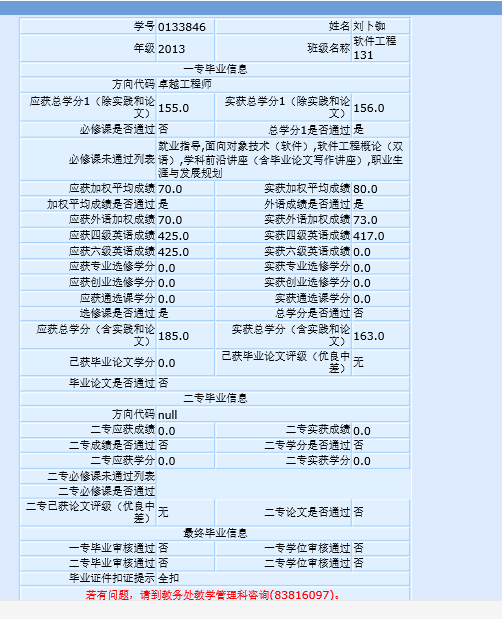 学号 0133846 姓名 刘卜铷
年级 2013 班级名称 软件工程
131
一专毕业信息
方向代码 卓越工程师
应获总学分1（除实践和论
文） 155.0 实获总学分1（除实践和论
文） 156.0
必修课是否通过 否 总学分1是否通过 是
必修课未通过列表 就业指导,面向对象技术（软件）,软件工程概论（双
语）,学科前沿讲座（含毕业论文写作讲座）,职业生
涯与发展规划
应获加权平均成绩 70.0 实获加权平均成绩 80.0
加权平均成绩是否通过 是 外语成绩是否通过 是
应获外语加权成绩 70.0 实获外语加权成绩 73.0
应获四级英语成绩 425.0 实获四级英语成绩 417.0
应获六级英语成绩 425.0 实获六级英语成绩 0.0
应获专业选修学分 0.0 实获专业选修学分 0.0
应获创业选修学分 0.0 实获创业选修学分 0.0
应获通选课学分 0.0 实获通选课学分 0.0
选修课是否通过 是 总学分是否通过 否
应获总学分（含实践和论
文） 185.0 实获总学分（含实践和论
文） 163.0
己获毕业论文学分 0.0 己获毕业论文评级（优良中
差） 无
毕业论文是否通过 否
二专毕业信息
方向代码 null
二专应获成绩 0.0 二专实获成绩 0.0
二专成绩是否通过 否 二专学分是否通过 否
二专应获学分 0.0 二专实获学分 0.0
二专必修课未通过列表
二专必修课是否通过
二专己获论文评级（优良中
差） 无 二专论文是否通过 否
最终毕业信息
一专毕业审核通过 否 一专学位审核通过 否
二专毕业审核通过 否 二专学位审核通过 否
毕业证件扣证提示 全扣
若有问题，请到教务处教学管理科咨询(83816097)。